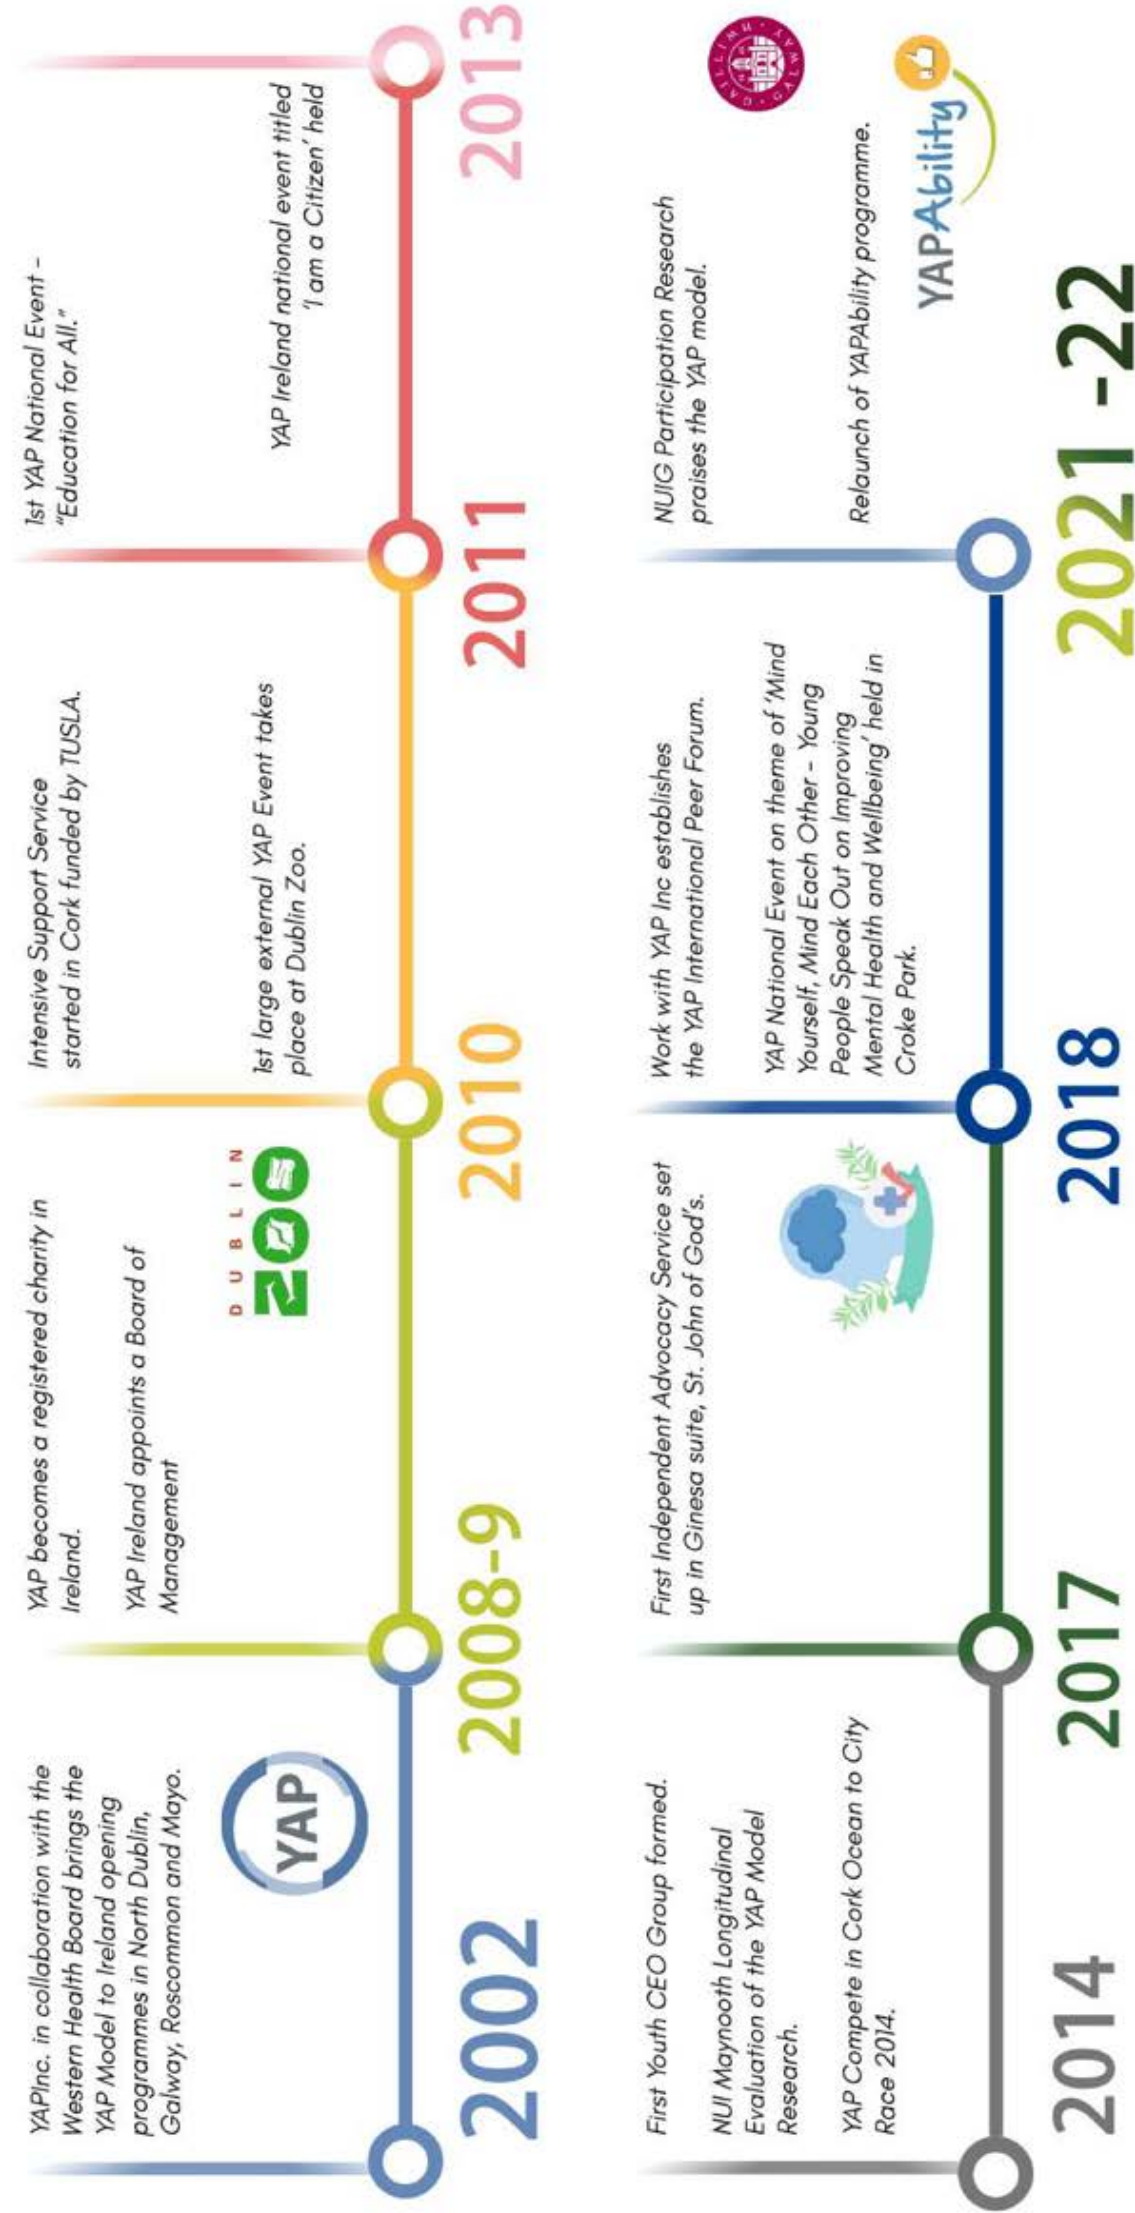 YAPInc. in collaboration with the
Western Health Board brings the
YAP Model to Ireland opening
programmes in North Dublin,
Galway, Roscommon and Mayo.
YAP
2002
YAP becomes a registered charity in
Ireland.
YAP Ireland appoints a Board of
Management
DUBLIN
ZOO
2008-9
Intensive Support Service
started in Cork funded by TUSLA.
1st large external YAP Event takes
place at Dublin Zoo.
2010
1st YAP National Event –
“Education for All.”
YAP Ireland national event titled
‘I am a Citizen’ held
2011
2013
First Youth CEO Group formed.
NUI Maynooth Longitudinal
Evaluation of the YAP Model
Research.
YAP Compete in Cork Ocean to City
Race 2014.
2014
First Independent Advocacy Service set
up in Ginesa suite, St. John of God's.
2017
Work with YAP Inc establishes
the YAP International Peer Forum.
YAP National Event on theme of ‘Mind
Yourself, Mind Each Other – Young
People Speak Out on Improving
Mental Health and Wellbeing’ held in
Croke Park.
2018
NUIG Participation Research
praises the YAP model.
GALWAY
Relaunch of YAPAbility programme.
YAPAbility
2021 -22